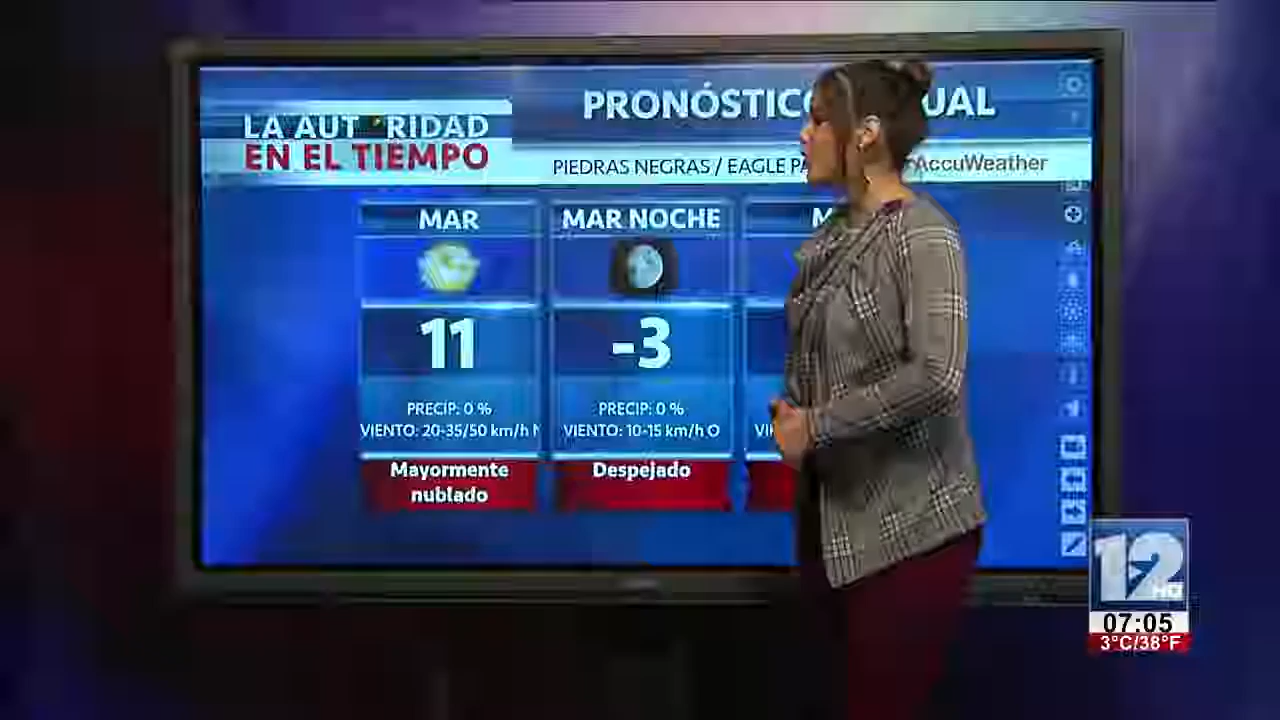 PRONÓSTICO UAL
LA AUT RIDAD
EN EL TIEMPO
PIEDRAS NEGRAS / EAGLE PA
AccuWeather
MAR
MAR NOCHE
M
11
-3
PRECIP: 0 %
PRECIP: 0 %
VIENTO: 20-35/50 km/h N
VIENTO: 10-15 km/h O
Mayormente
nublado
Despejado
12
HD
07:05
3°C/38°F